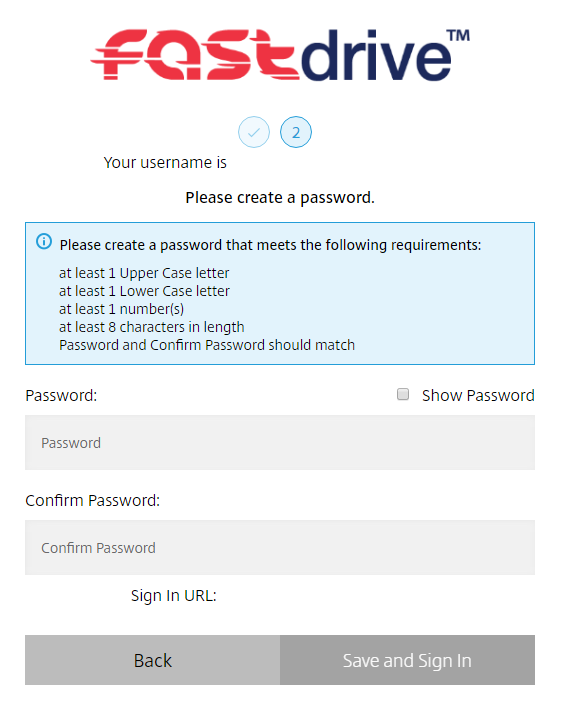 fastdrive™
2
Your username is
Please create a password.
Please create a password that meets the following requirements:
at least 1 Upper Case letter
at least 1 Lower Case letter
at least 1 number(s)
at least 8 characters in length
Password and Confirm Password should match
Password:
Show Password
Password
Confirm Password:
Confirm Password
Sign In URL:
Back
Save and Sign In